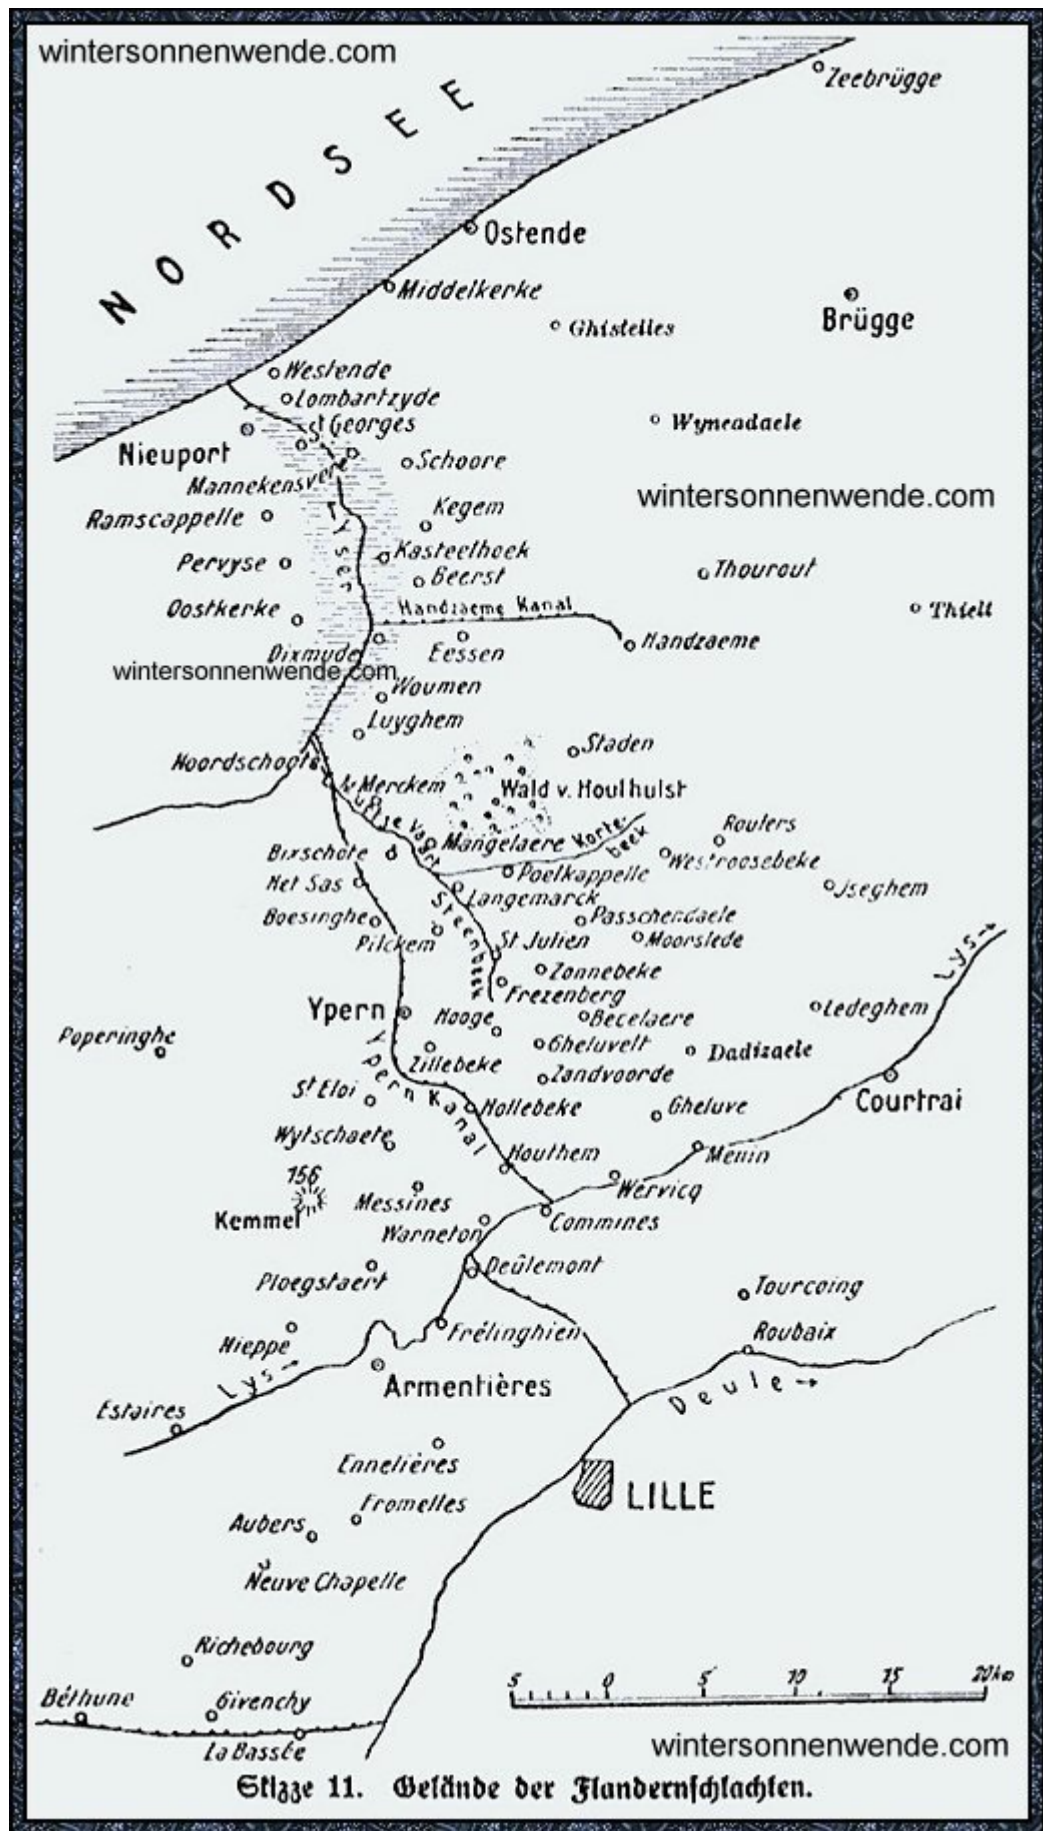 wintersonnenwende.com
NORDSEE
Zeebrügge
Ostende
Middelkerke
Brügge
Ghistelles
Westende
Lombartzyde
St Georges
Wynendaele
Nieuport
Schoore
Mannekensvere
wintersonnenwende.com
Kegem
Ramscappelle
Yser
Kasteelhoek
Pervyse
Beerst
Thourout
Oostkerke
Handzaeme Kanal
Thielt
Handzaeme
Dixmude
Eessen
wintersonnenwende.com
Woumen
Luyghem
Staden
Noordschoote
Merckem
Wald v. Houlhulst
Roulers
Mangelaere
Korte-
beek
Bixschote
Westroosebeke
Het Sas
Poelkappelle
Jseghem
Langemarck
Boesinghe
Steenbeek
Passchendaele
Pilckem
St Julien
Moorslede
Lys
Zonnebeke
Frezenberg
Ypern
Hooge
Becelaere
Ledeghem
Poperinghe
Gheluvelt
Dadizaele
Zillebeke
Zandvoorde
Ypern Kanal
St Eloi
Hollebeke
Gheluve
Courtrai
Wytschaete
Houthem
Menin
156
Kemmel
Messines
Wervicq
Warneton
Commines
Deûlemont
Ploegstaert
Tourcoing
Nieppe
Frélinghien
Roubaix
Lys
Armentières
Deule
Estaires
Ennetières
LILLE
Fromelles
Aubers
Neuve Chapelle
Richebourg
5 0 5 10 15 20km
Béthune
Givenchy
La Bassée
wintersonnenwende.com
Skizze 11. Gelände der Flandernschlachten.